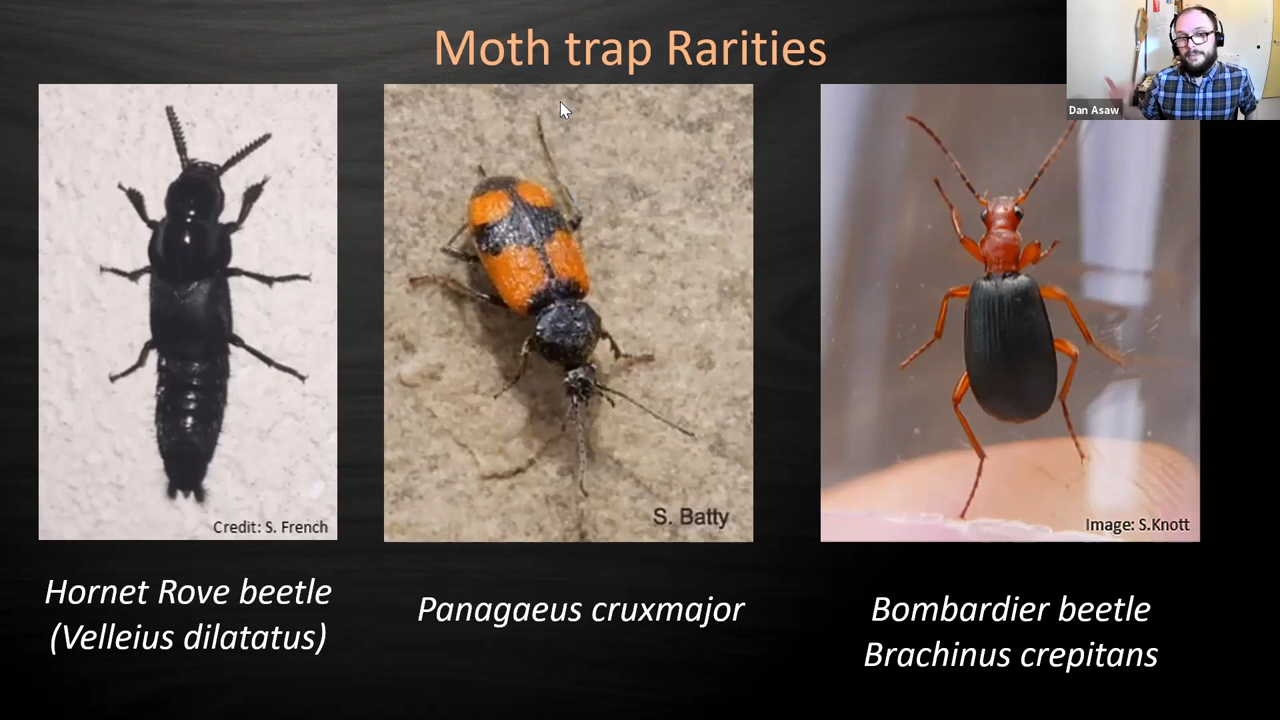 Moth trap Rarities
Dan Asaw
Credit: S. French
S. Batty
Image: S.Knott
Hornet Rove beetle
(Velleius dilatatus)
Panagaeus cruxmajor
Bombardier beetle
Brachinus crepitans